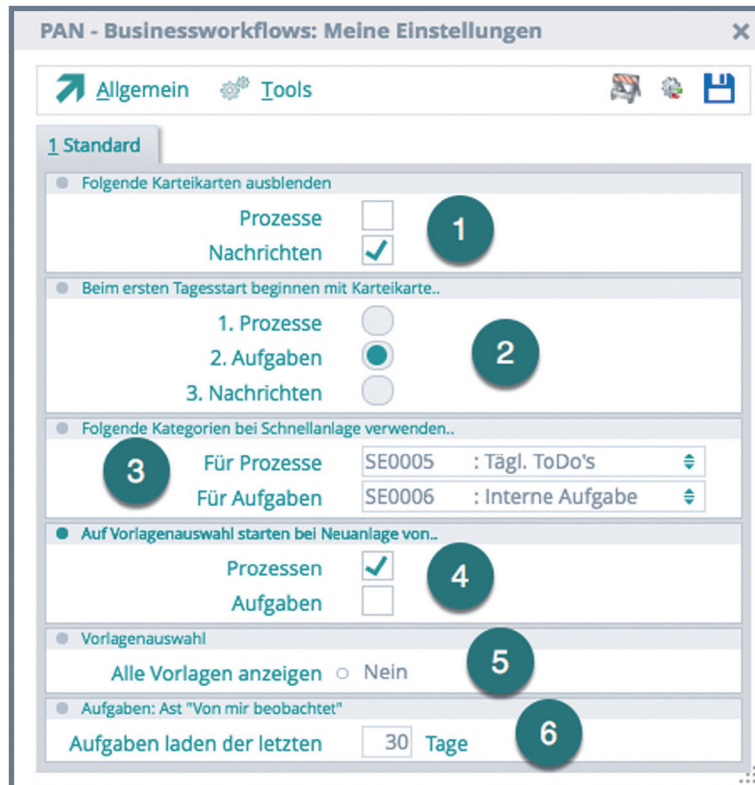 PAN - Businessworkflows: Meine Einstellungen
Allgemein Tools
1 Standard
Folgende Karteikarten ausblenden
Prozesse
Nachrichten
1
Beim ersten Tagesstart beginnen mit Karteikarte..
1. Prozesse
2. Aufgaben
3. Nachrichten
2
Folgende Kategorien bei Schnellanlage verwenden..
3
Für Prozesse SE0005 : Tägl. ToDo's
Für Aufgaben SE0006 : Interne Aufgabe
Auf Vorlagenauswahl starten bei Neuanlage von..
Prozessen
Aufgaben
4
Vorlagenauswahl
Alle Vorlagen anzeigen Nein
5
Aufgaben: Ast "Von mir beobachtet"
Aufgaben laden der letzten 30 Tage
6